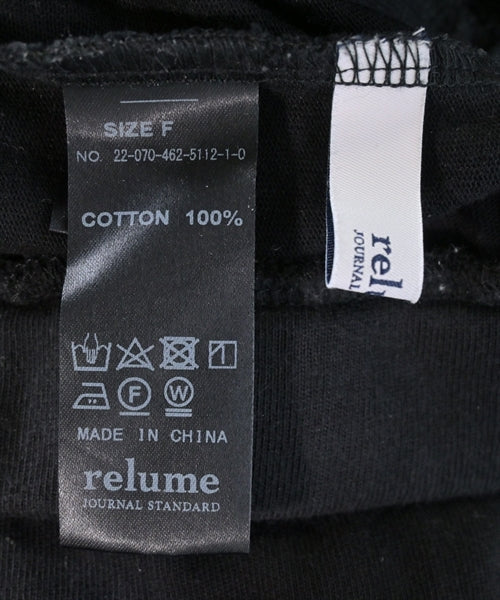 SIZE F
NO. 22-070-462-5112-1-0
COTTON 100%
F W
MADE IN CHINA
relume
JOURNAL STANDARD
rel
JOURNAL